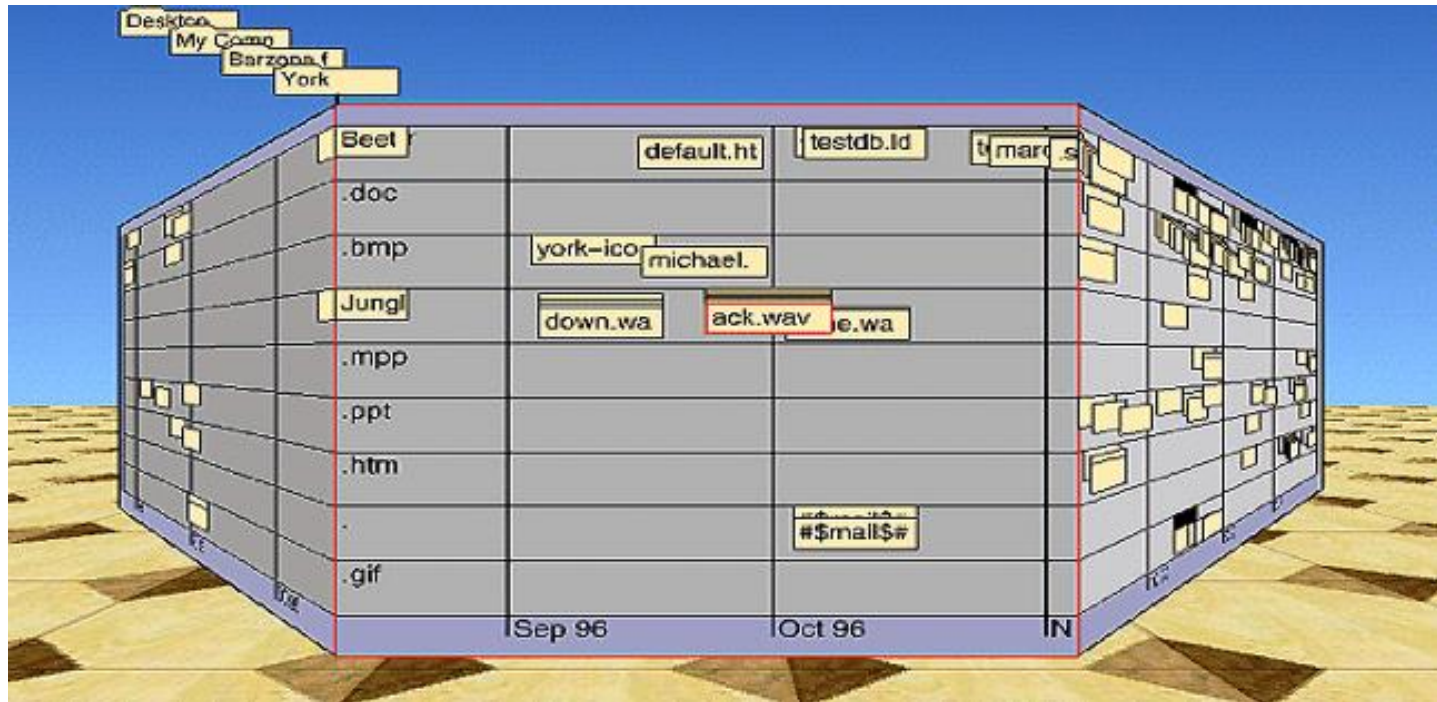 Desktop
My Comp
Barzona.f
York
Beet
default.ht
testdb.ld
marc
.s
.doc
.bmp
york-ico
michael.
Jungl
down.wa
ack.wav
e.wa
.mpp
.ppt
.htm
.
#$mail$#
#$mail$#
.gif
Sep 96
Oct 96
N